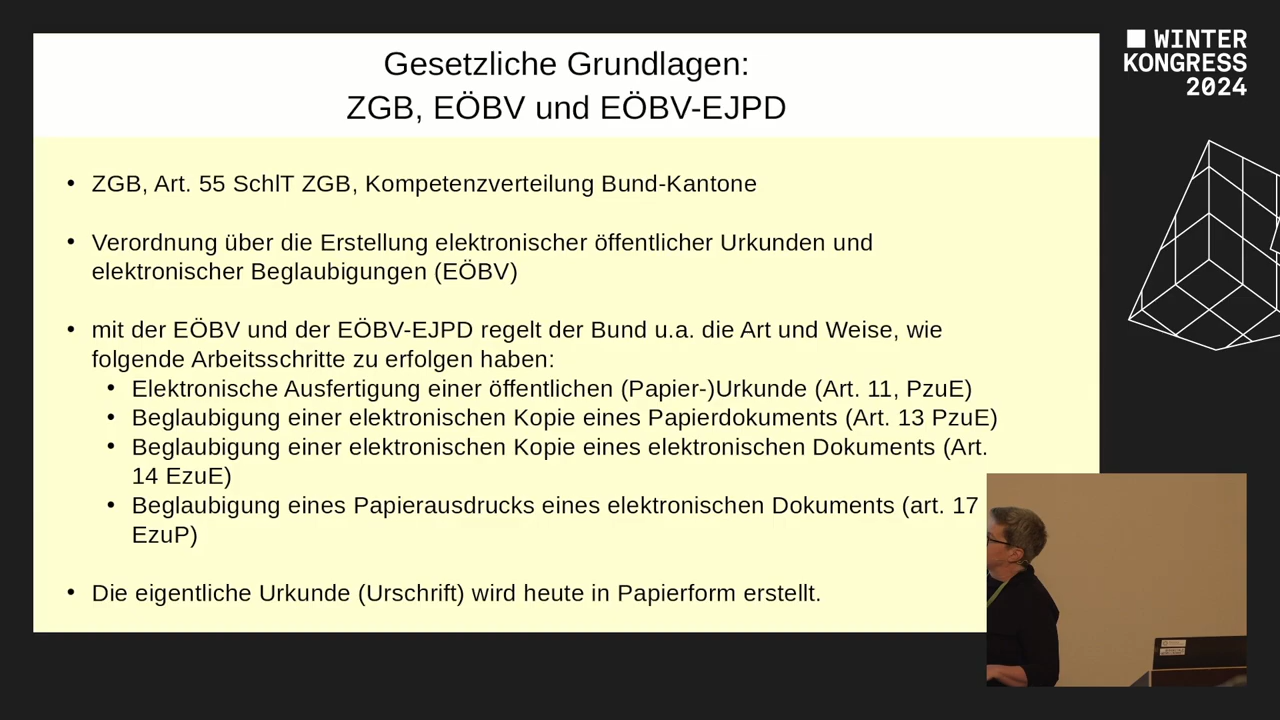 Gesetzliche Grundlagen:
ZGB, EÖBV und EÖBV-EJPD
WINTER
KONGRESS
2024
• ZGB, Art. 55 SchlT ZGB, Kompetenzverteilung Bund-Kantone
• Verordnung über die Erstellung elektronischer öffentlicher Urkunden und
elektronischer Beglaubigungen (EÖBV)
• mit der EÖBV und der EÖBV-EJPD regelt der Bund u.a. die Art und Weise, wie
folgende Arbeitsschritte zu erfolgen haben:
• Elektronische Ausfertigung einer öffentlichen (Papier-)Urkunde (Art. 11, PzuE)
• Beglaubigung einer elektronischen Kopie eines Papierdokuments (Art. 13 PzuE)
• Beglaubigung einer elektronischen Kopie eines elektronischen Dokuments (Art.
14 EzuE)
• Beglaubigung eines Papierausdrucks eines elektronischen Dokuments (art. 17
EzuP)
• Die eigentliche Urkunde (Urschrift) wird heute in Papierform erstellt.